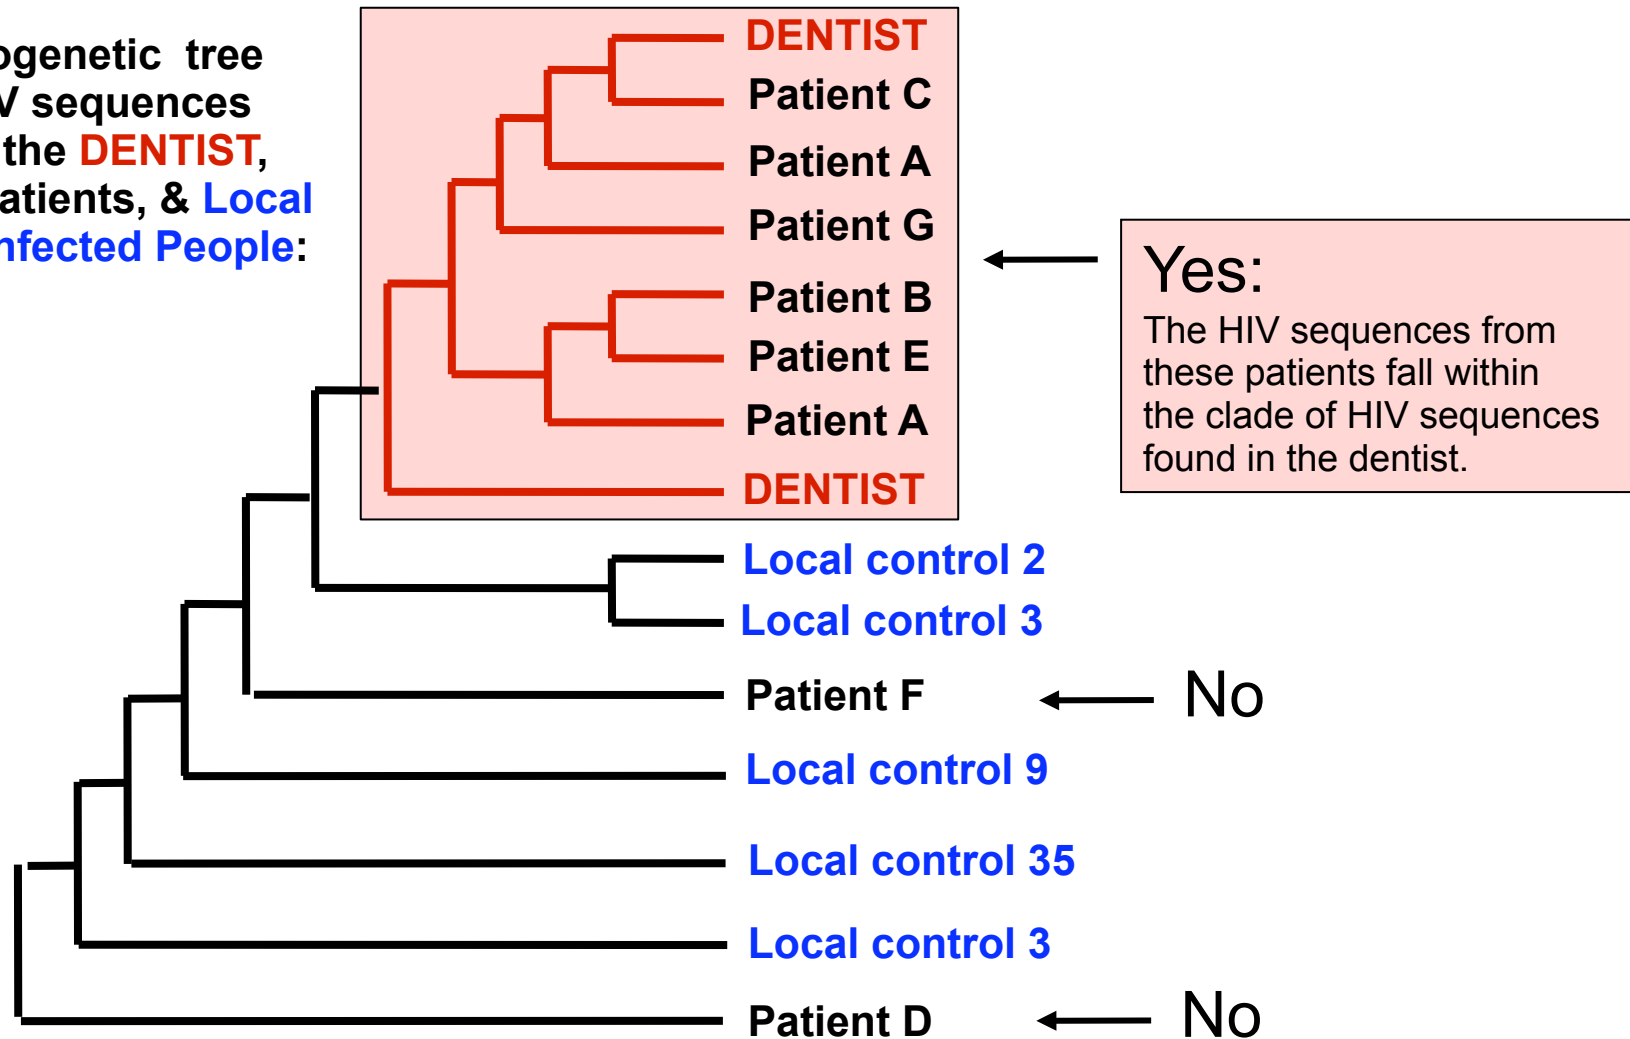 ogenetic tree
V sequences
the DENTIST,
atients, & Local
nfected People:
DENTIST
Patient C
Patient A
Patient G
Patient B
Patient E
Patient A
DENTIST
Yes:
The HIV sequences from
these patients fall within
the clade of HIV sequences
found in the dentist.
Local control 2
Local control 3
Patient F
No
Local control 9
Local control 35
Local control 3
Patient D
No